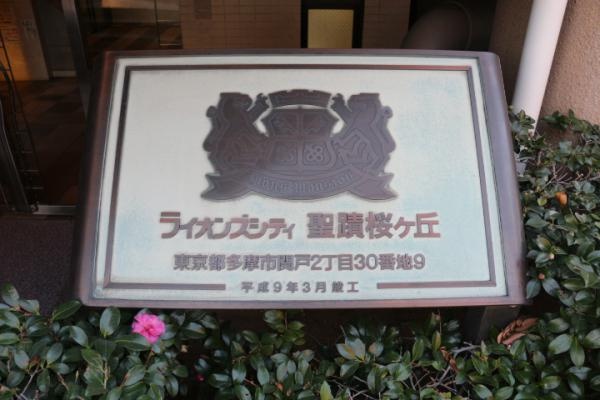 ライオンズシティ 聖蹟桜ヶ丘
東京都多摩市関戸2丁目30番地9
平成9年3月竣工